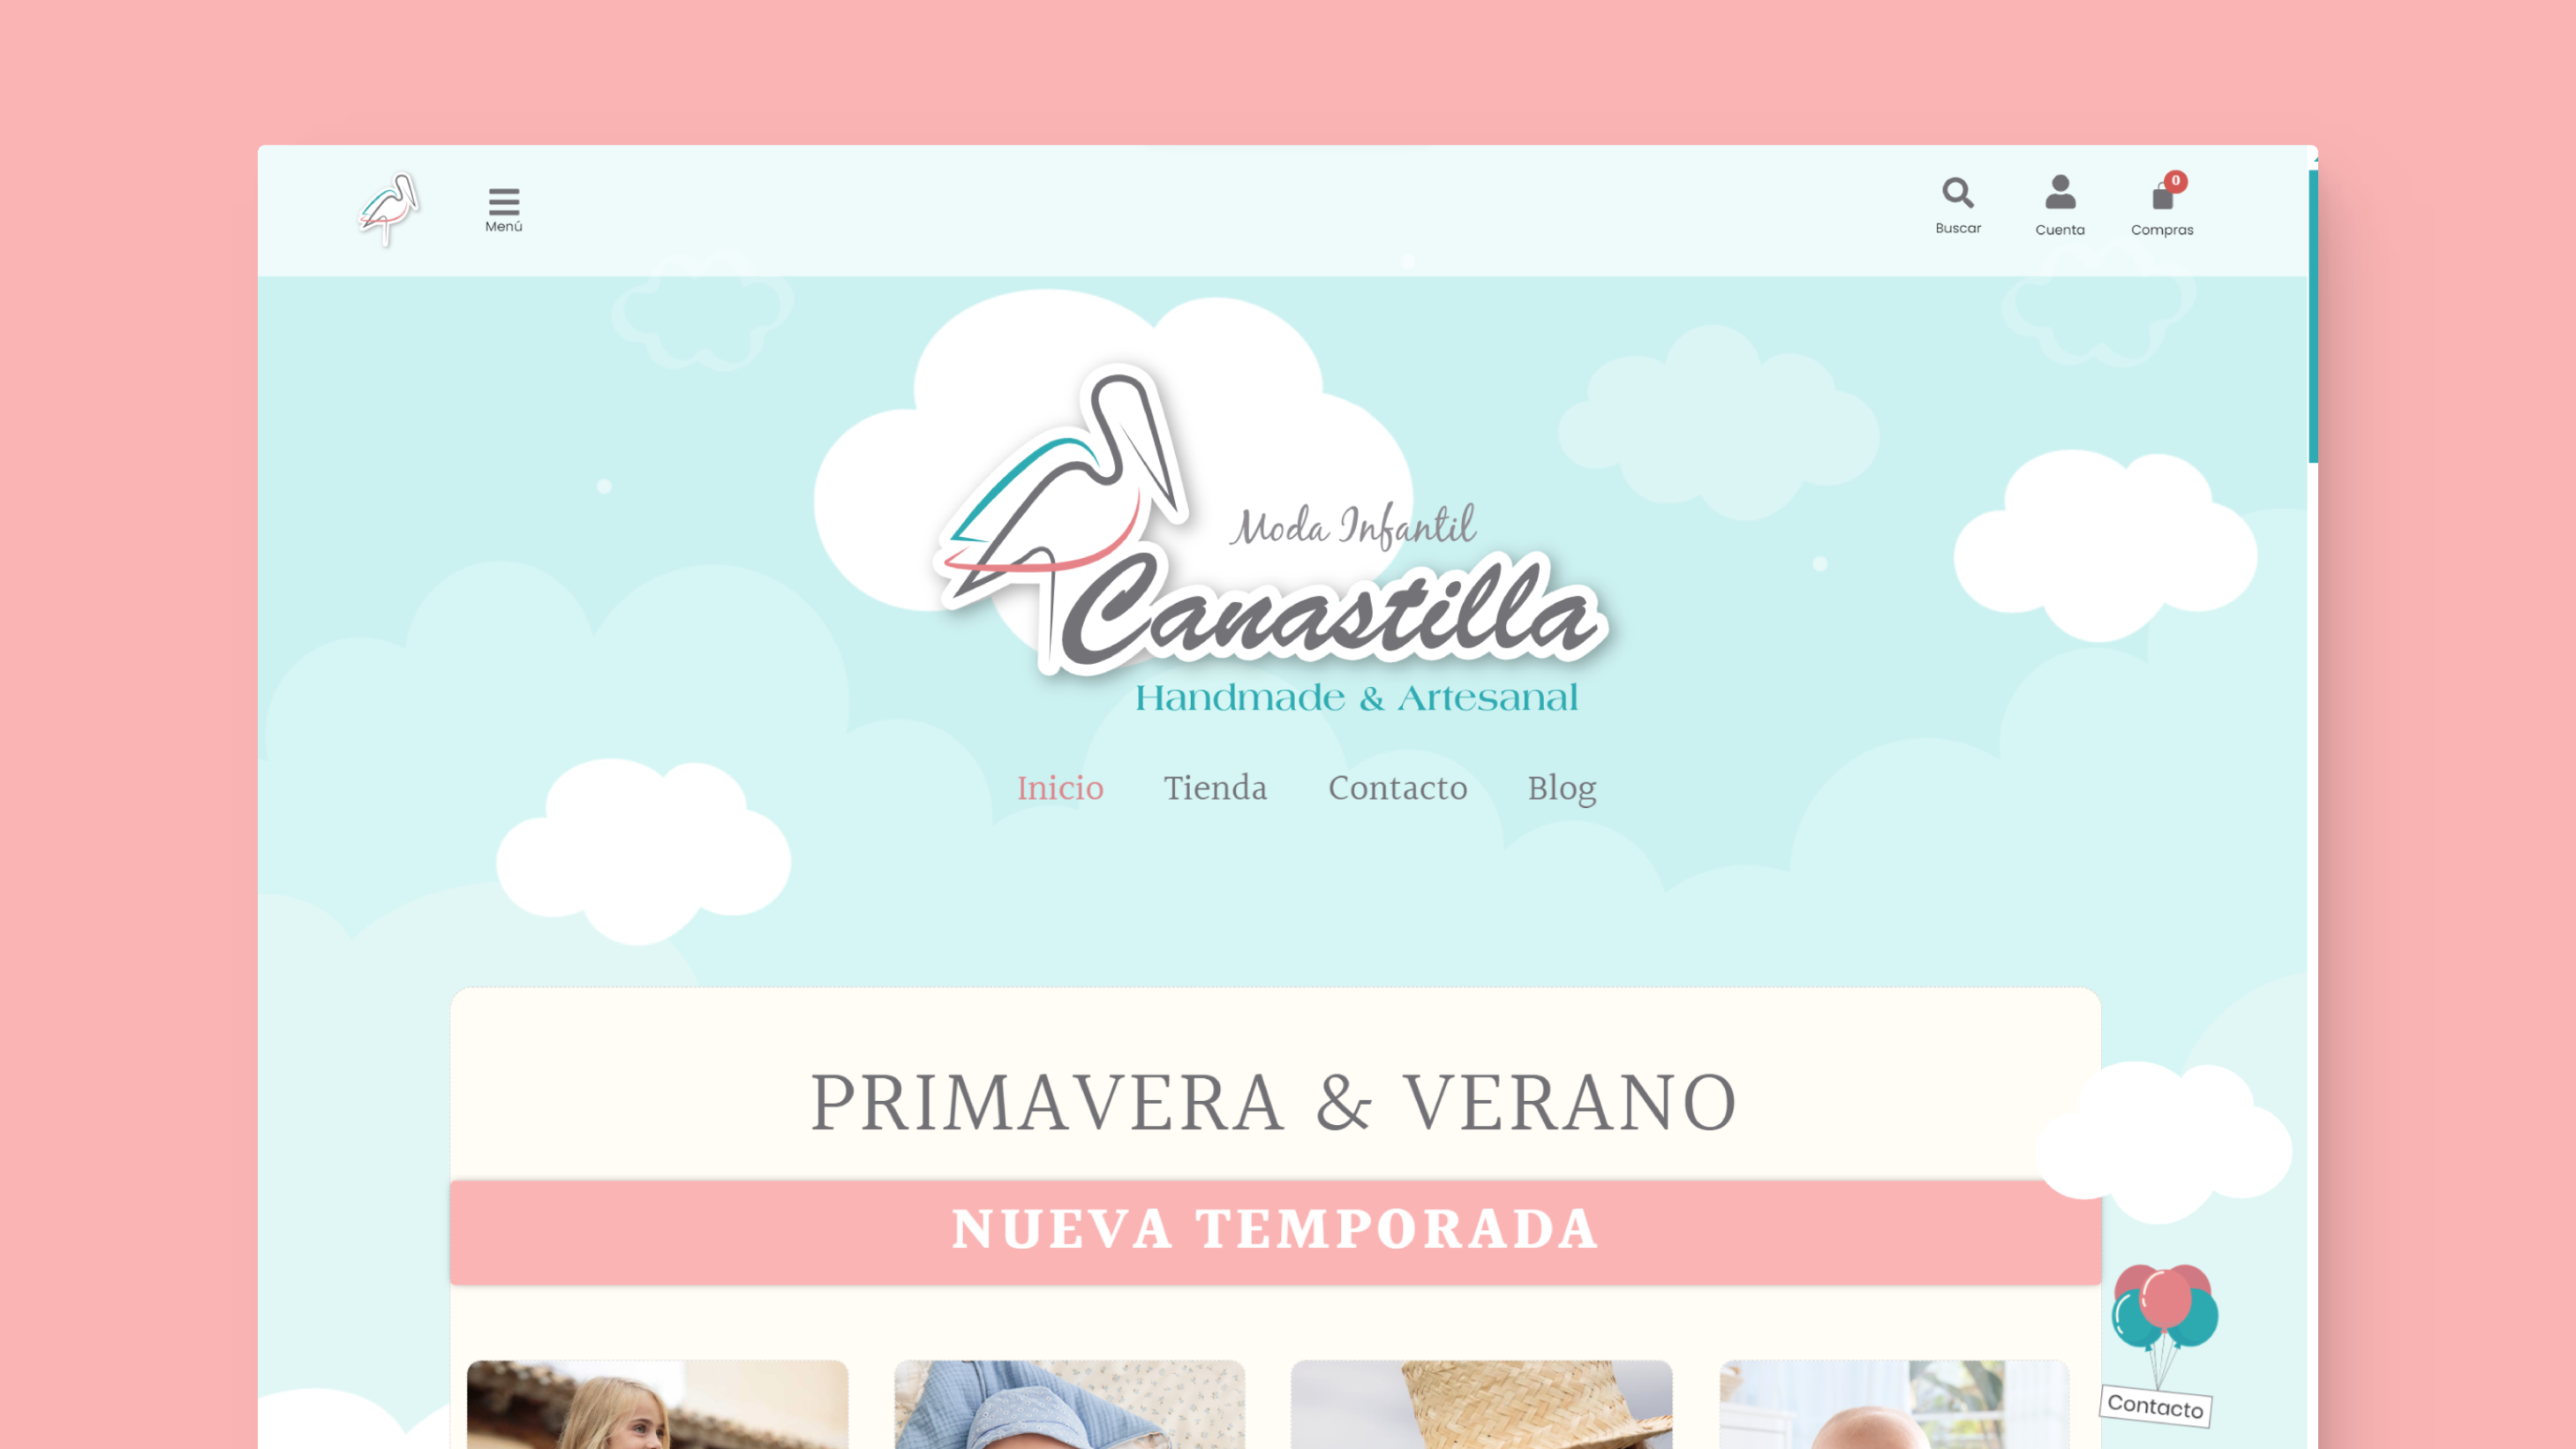 Menú
Buscar
Cuenta
0
Compras
Moda Infantil
Canastilla
Handmade & Artesanal
Inicio Tienda Contacto Blog
PRIMAVERA & VERANO
NUEVA TEMPORADA
Contacto